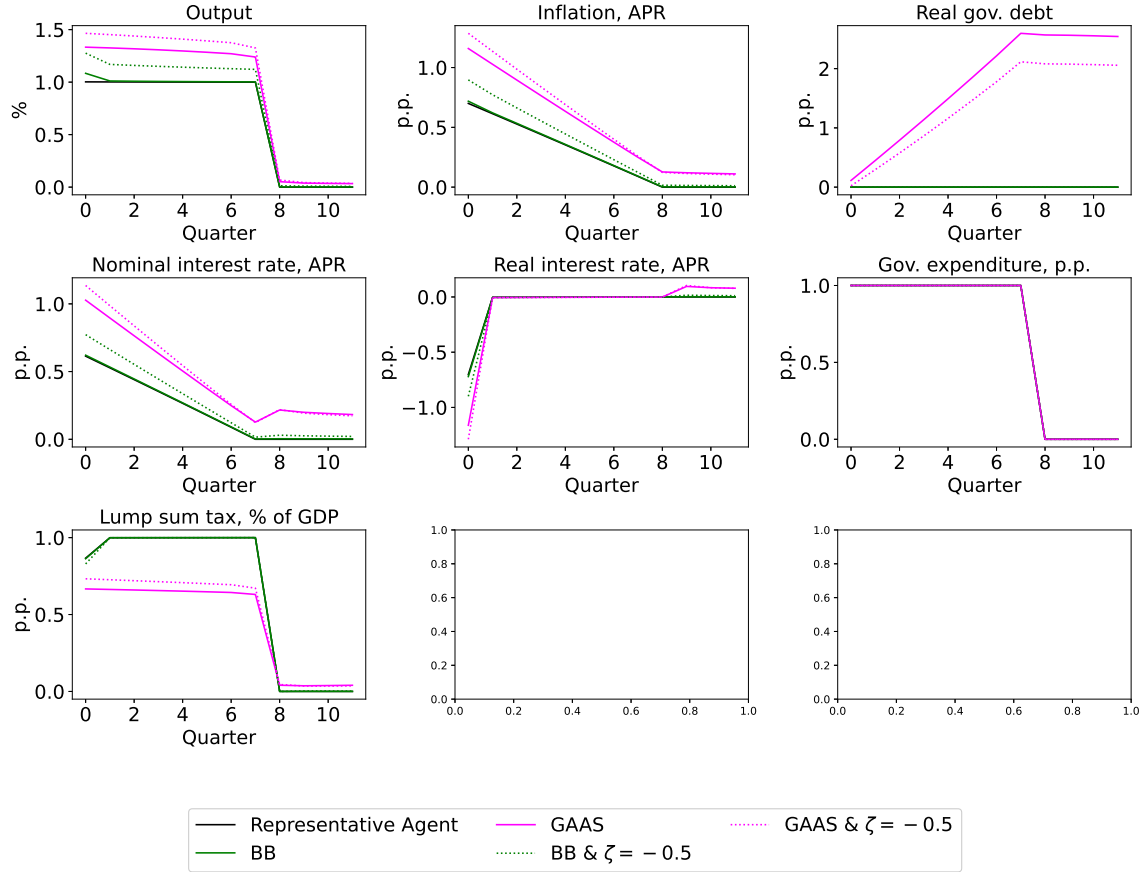 Output
Inflation, APR
Real gov. debt
%
1.5
1.0
0.5
0.0
0 2 4 6 8 10
Quarter
p.p.
1.0
0.5
0.0
0 2 4 6 8 10
Quarter
p.p.
2
1
0
0 2 4 6 8 10
Quarter
Nominal interest rate, APR
Real interest rate, APR
Gov. expenditure, p.p.
p.p.
1.0
0.5
0.0
0 2 4 6 8 10
Quarter
p.p.
0.0
−0.5
−1.0
0 2 4 6 8 10
Quarter
p.p.
1.0
0.5
0.0
0 2 4 6 8 10
Quarter
Lump sum tax, % of GDP
p.p.
1.0
0.5
0.0
0 2 4 6 8 10
Quarter
1.0
0.8
0.6
0.4
0.2
0.0
0.0 0.2 0.4 0.6 0.8 1.0
1.0
0.8
0.6
0.4
0.2
0.0
0.0 0.2 0.4 0.6 0.8 1.0
Representative Agent
GAAS
GAAS & ζ = −0.5
BB
BB & ζ = −0.5